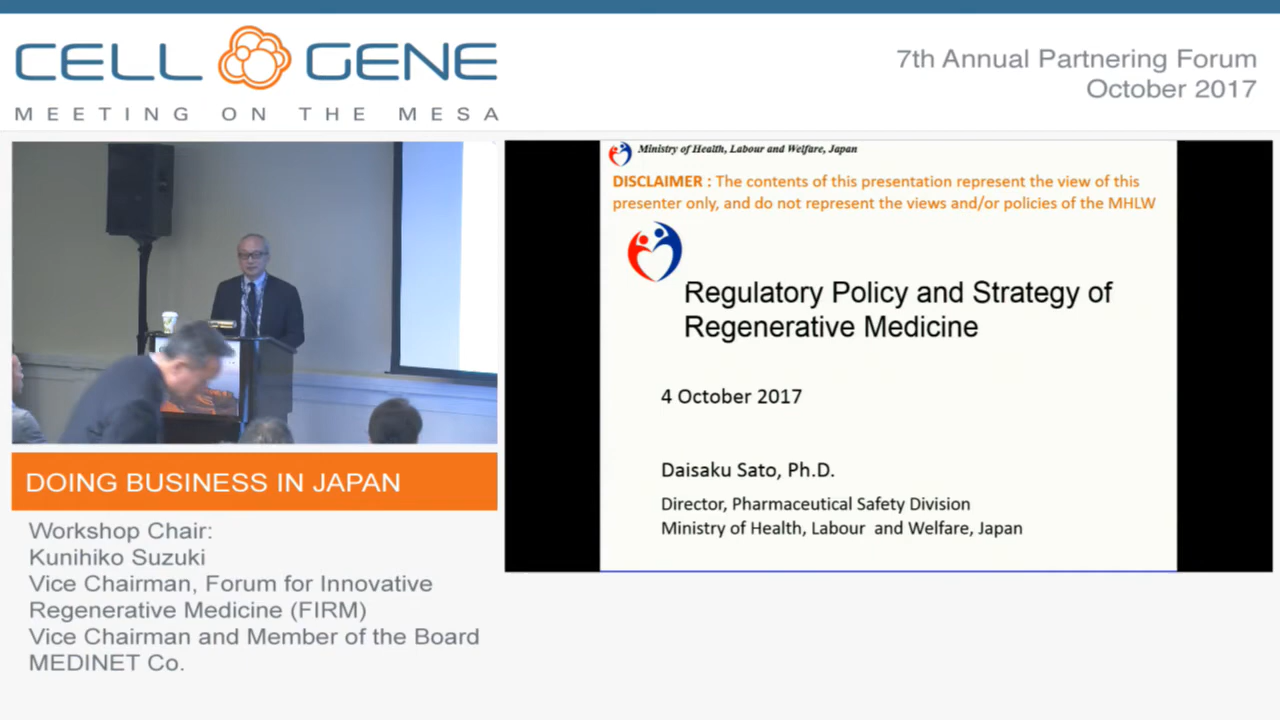 CELL GENE
MEETING ON THE MESA
7th Annual Partnering Forum
October 2017
Ministry of Health, Labour and Welfare, Japan
DISCLAIMER : The contents of this presentation represent the view of this
presenter only, and do not represent the views and/or policies of the MHLW
Regulatory Policy and Strategy of
Regenerative Medicine
4 October 2017
Daisaku Sato, Ph.D.
Director, Pharmaceutical Safety Division
Ministry of Health, Labour and Welfare, Japan
DOING BUSINESS IN JAPAN
Workshop Chair:
Kunihiko Suzuki
Vice Chairman, Forum for Innovative
Regenerative Medicine (FIRM)
Vice Chairman and Member of the Board
MEDINET Co.